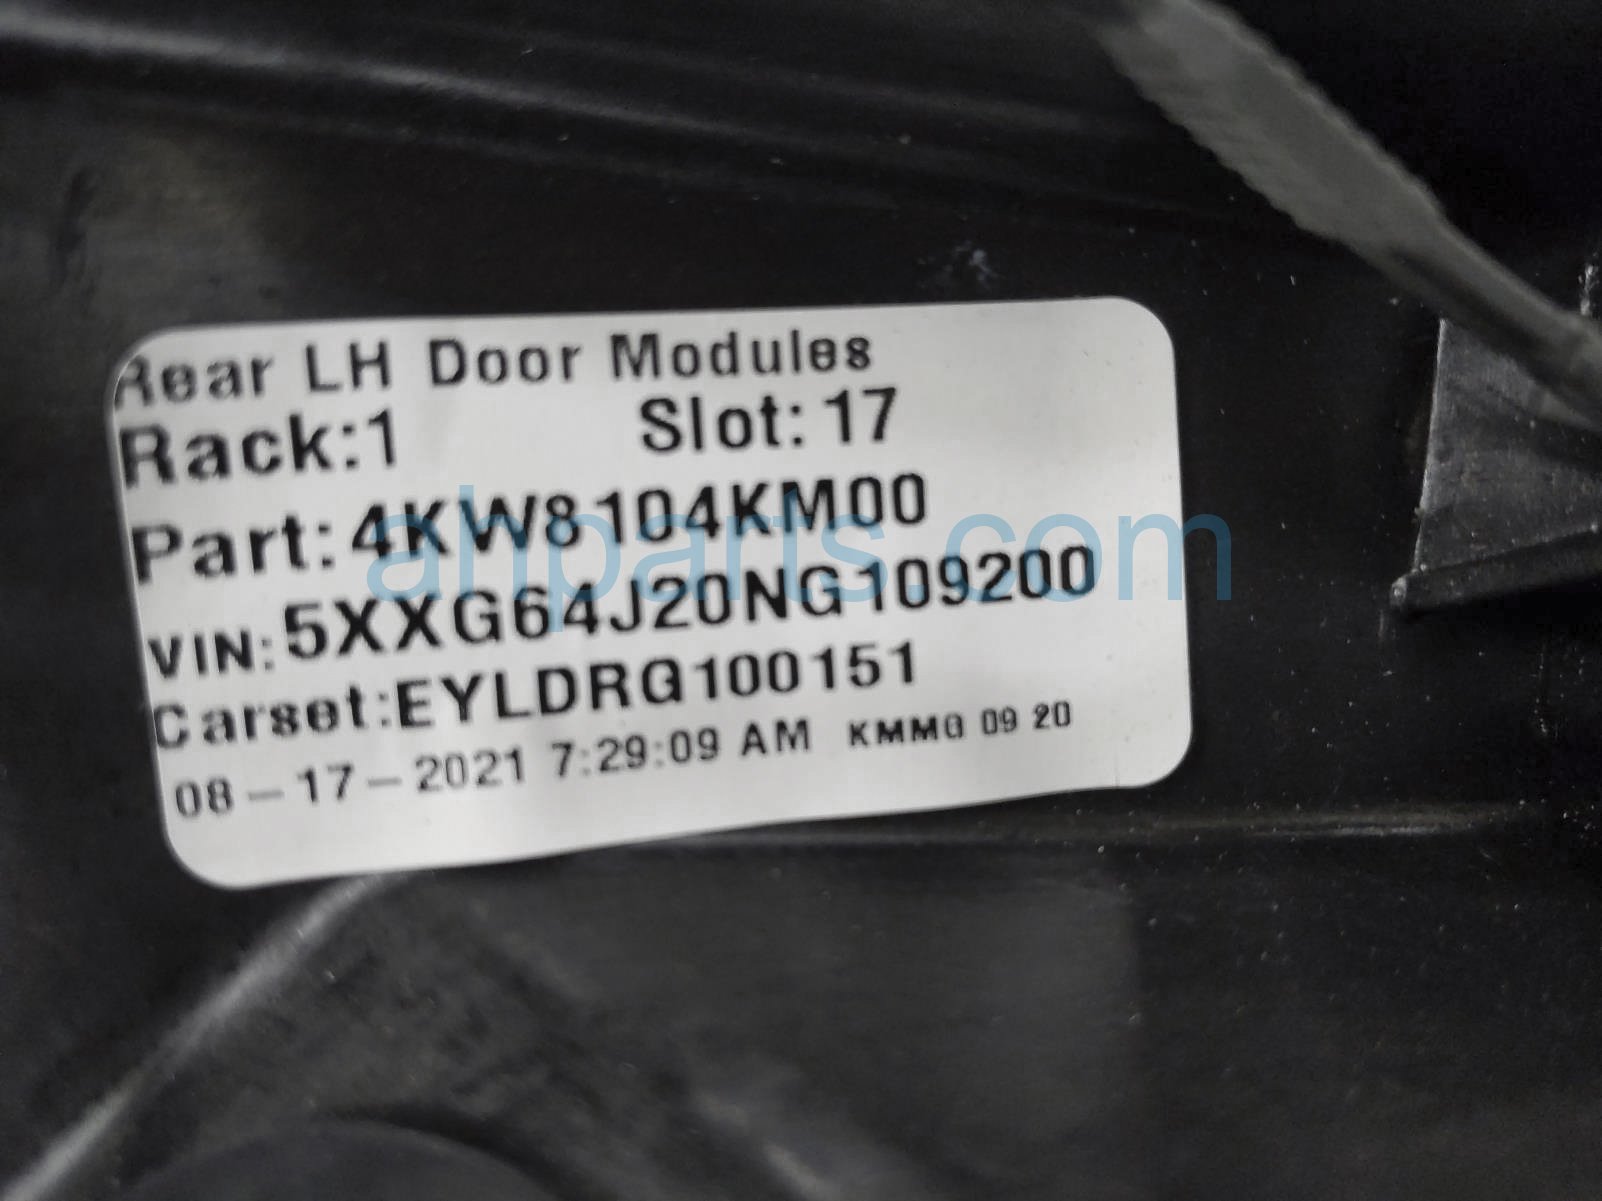 Rear LH Door Modules
Rack:1 Slot: 17
Part: 4KW8104KM00
ahparts.com
VIN: 5XXG64J20NG109200
Carset:EYLDRG100151
08-17-2021 7:29:09 AM KMMG 09 20